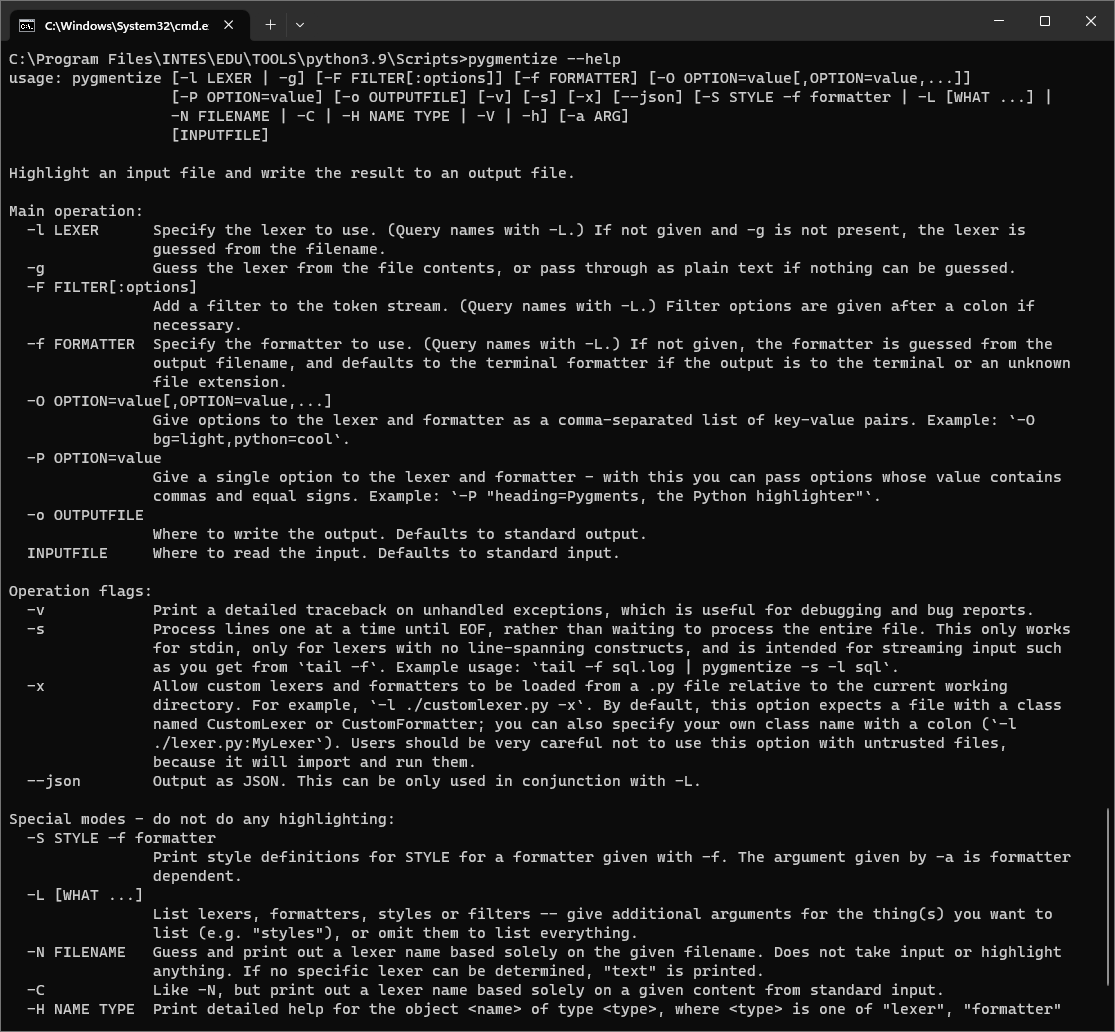 C:\Windows\System32\cmd.e
C:\Program Files\INTES\EDU\TOOLS\python3.9\Scripts>pygmentize --help
usage: pygmentize [-l LEXER | -g] [-F FILTER[:options]] [-f FORMATTER] [-O OPTION=value[,OPTION=value,...]]
                  [-P OPTION=value] [-o OUTPUTFILE] [-v] [-s] [-x] [--json] [-S STYLE -f formatter | -L [WHAT ...] |
                  -N FILENAME | -C | -H NAME TYPE | -V | -h] [-a ARG]
                  [INPUTFILE]

Highlight an input file and write the result to an output file.

Main operation:
  -l LEXER      Specify the lexer to use. (Query names with -L.) If not given and -g is not present, the lexer is
                guessed from the filename.
  -g            Guess the lexer from the file contents, or pass through as plain text if nothing can be guessed.
  -F FILTER[:options]
                Add a filter to the token stream. (Query names with -L.) Filter options are given after a colon if
                necessary.
  -f FORMATTER  Specify the formatter to use. (Query names with -L.) If not given, the formatter is guessed from the
                output filename, and defaults to the terminal formatter if the output is to the terminal or an unknown
                file extension.
  -O OPTION=value[,OPTION=value,...]
                Give options to the lexer and formatter as a comma-separated list of key-value pairs. Example: `-O
                bg=light,python=cool`.
  -P OPTION=value
                Give a single option to the lexer and formatter - with this you can pass options whose value contains
                commas and equal signs. Example: `-P "heading=Pygments, the Python highlighter"`.
  -o OUTPUTFILE
                Where to write the output. Defaults to standard output.
  INPUTFILE     Where to read the input. Defaults to standard input.

Operation flags:
  -v            Print a detailed traceback on unhandled exceptions, which is useful for debugging and bug reports.
  -s            Process lines one at a time until EOF, rather than waiting to process the entire file. This only works
                for stdin, only for lexers with no line-spanning constructs, and is intended for streaming input such
                as you get from `tail -f`. Example usage: `tail -f sql.log | pygmentize -s -l sql`.
  -x            Allow custom lexers and formatters to be loaded from a .py file relative to the current working
                directory. For example, `-l ./customlexer.py -x`. By default, this option expects a file with a class
                named CustomLexer or CustomFormatter; you can also specify your own class name with a colon (`-l
                ./lexer.py:MyLexer`). Users should be very careful not to use this option with untrusted files,
                because it will import and run them.
  --json        Output as JSON. This can be only used in conjunction with -L.

Special modes - do not do any highlighting:
  -S STYLE -f formatter
                Print style definitions for STYLE for a formatter given with -f. The argument given by -a is formatter
                dependent.
  -L [WHAT ...]
                List lexers, formatters, styles or filters -- give additional arguments for the thing(s) you want to
                list (e.g. "styles"), or omit them to list everything.
  -N FILENAME   Guess and print out a lexer name based solely on the given filename. Does not take input or highlight
                anything. If no specific lexer can be determined, "text" is printed.
  -C            Like -N, but print out a lexer name based solely on a given content from standard input.
  -H NAME TYPE  Print detailed help for the object <name> of type <type>, where <type> is one of "lexer", "formatter"